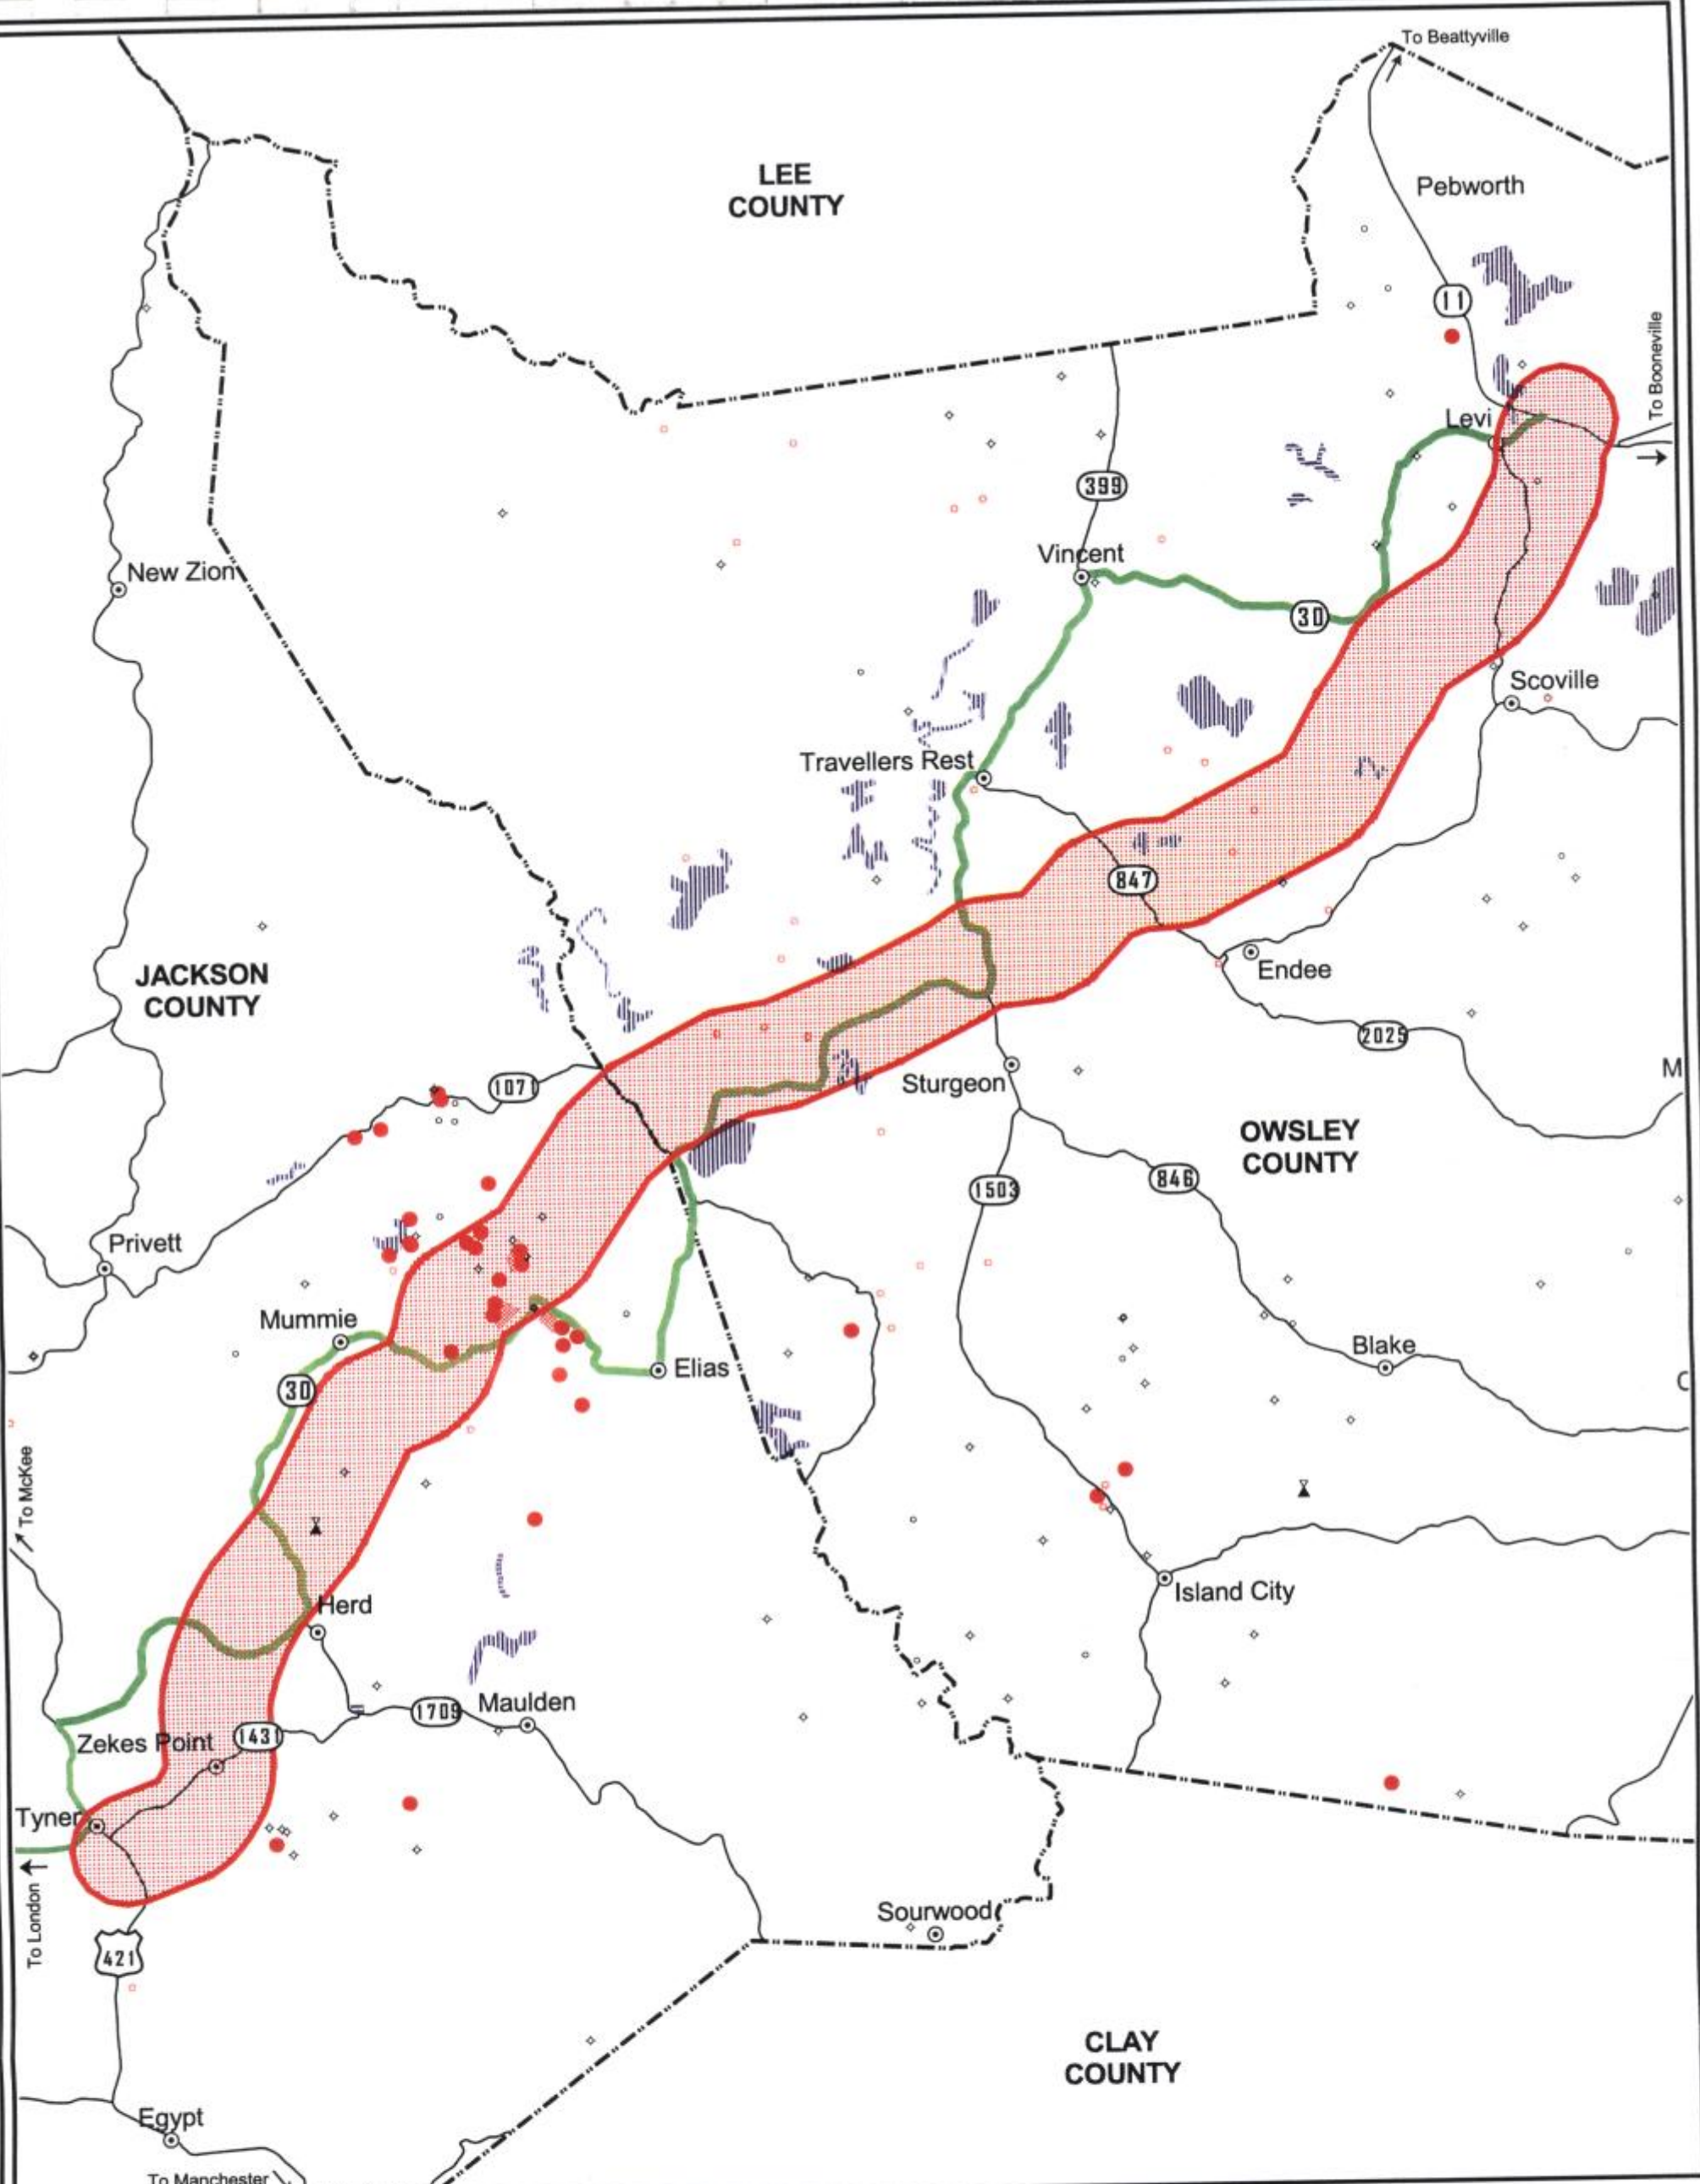 To Beattyville
LEE
COUNTY
Pebworth
11
To Booneville
Levi
399
Vincent
New Zion
30
Scoville
Travellers Rest
847
Endee
JACKSON
COUNTY
2025
1071
Sturgeon
M
OWSLEY
COUNTY
846
1503
Privett
Mummie
Blake
Elias
30
To McKee
Island City
Herd
1709
Maulden
Zekes Point
1431
Tyner
To London
Sourwood
421
CLAY
COUNTY
Egypt
To Manchester